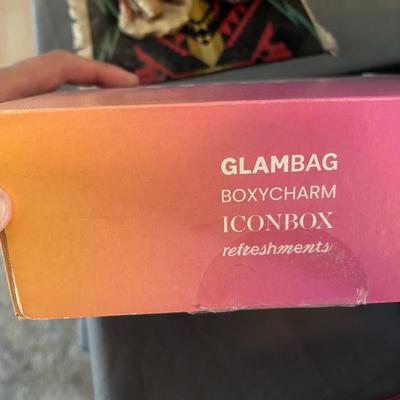 GLAMBAG
BOXYCHARM
ICONBOX
refreshments